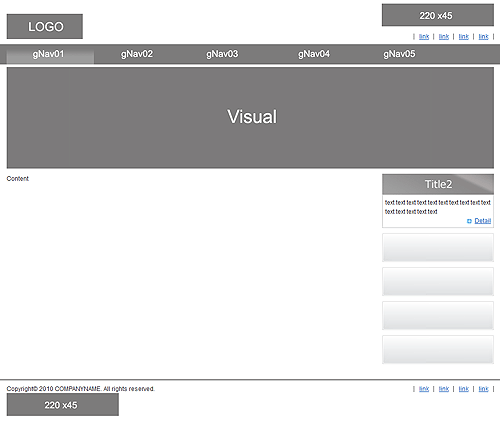 LOGO
220 x45
| link | link | link | link |
gNav01 gNav02 gNav03 gNav04 gNav05
Visual
Content
Title2
text text text text text text text text text text
text text text text text
Detail
Copyright© 2010 COMPANYNAME. All rights reserved.
| link | link | link | link |
220 x45